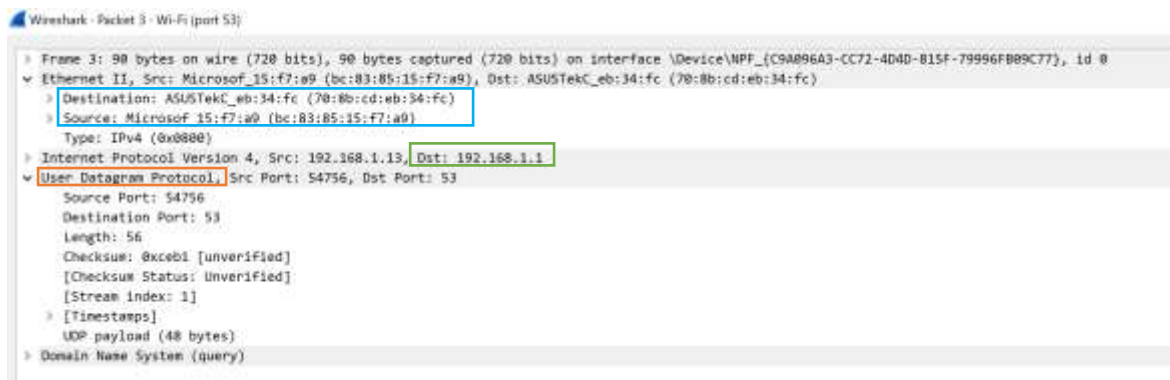 Wireshark · Packet 3 · Wi-Fi (port 53)
> Frame 3: 90 bytes on wire (720 bits), 90 bytes captured (720 bits) on interface \Device\NPF_{C9A096A3-CC72-4D4D-815F-79996FB09C77}, id 0
Ethernet II, Src: Microsof_15:f7:a9 (bc:83:85:15:f7:a9), Dst: ASUSTekC_eb:34:fc (70:8b:cd:eb:34:fc)
> Destination: ASUSTekC_eb:34:fc (70:8b:cd:eb:34:fc)
> Source: Microsof_15:f7:a9 (bc:83:85:15:f7:a9)
Type: IPv4 (0x0800)
> Internet Protocol Version 4, Src: 192.168.1.13, Dst: 192.168.1.1
User Datagram Protocol, Src Port: 54756, Dst Port: 53
Source Port: 54756
Destination Port: 53
Length: 56
Checksum: 0xceb1 [unverified]
[Checksum Status: Unverified]
[Stream index: 1]
> [Timestamps]
UDP payload (48 bytes)
> Domain Name System (query)